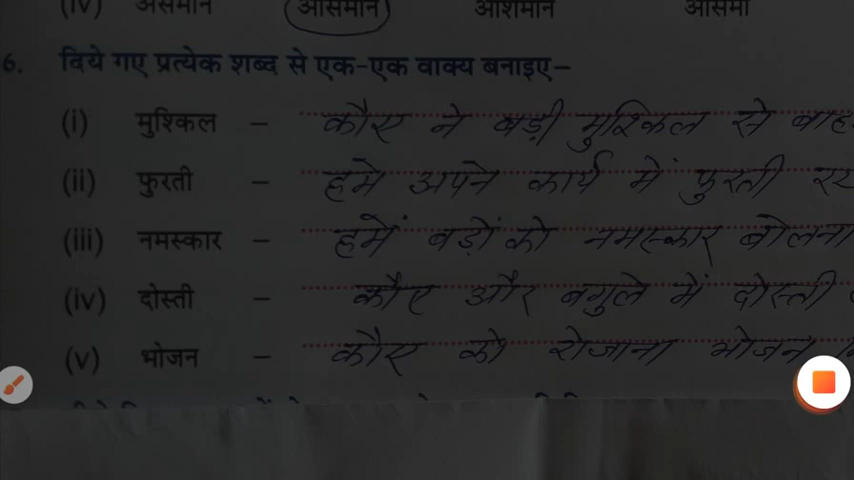 (iv) असमान आसमान आशमान आसमा
6. दिये गए प्रत्येक शब्द से एक-एक वाक्य बनाइए–
(i) मुश्किल – कौए ने बड़ी मुश्किल से
(ii) फुरती – हमे अपने कार्य में फुरती
(iii) नमस्कार – हमें बड़ों को नमस्कार बोलना
(iv) दोस्ती – कौए और बगुले में दोस्ती
(v) भोजन – कौए को रोजाना भोजन